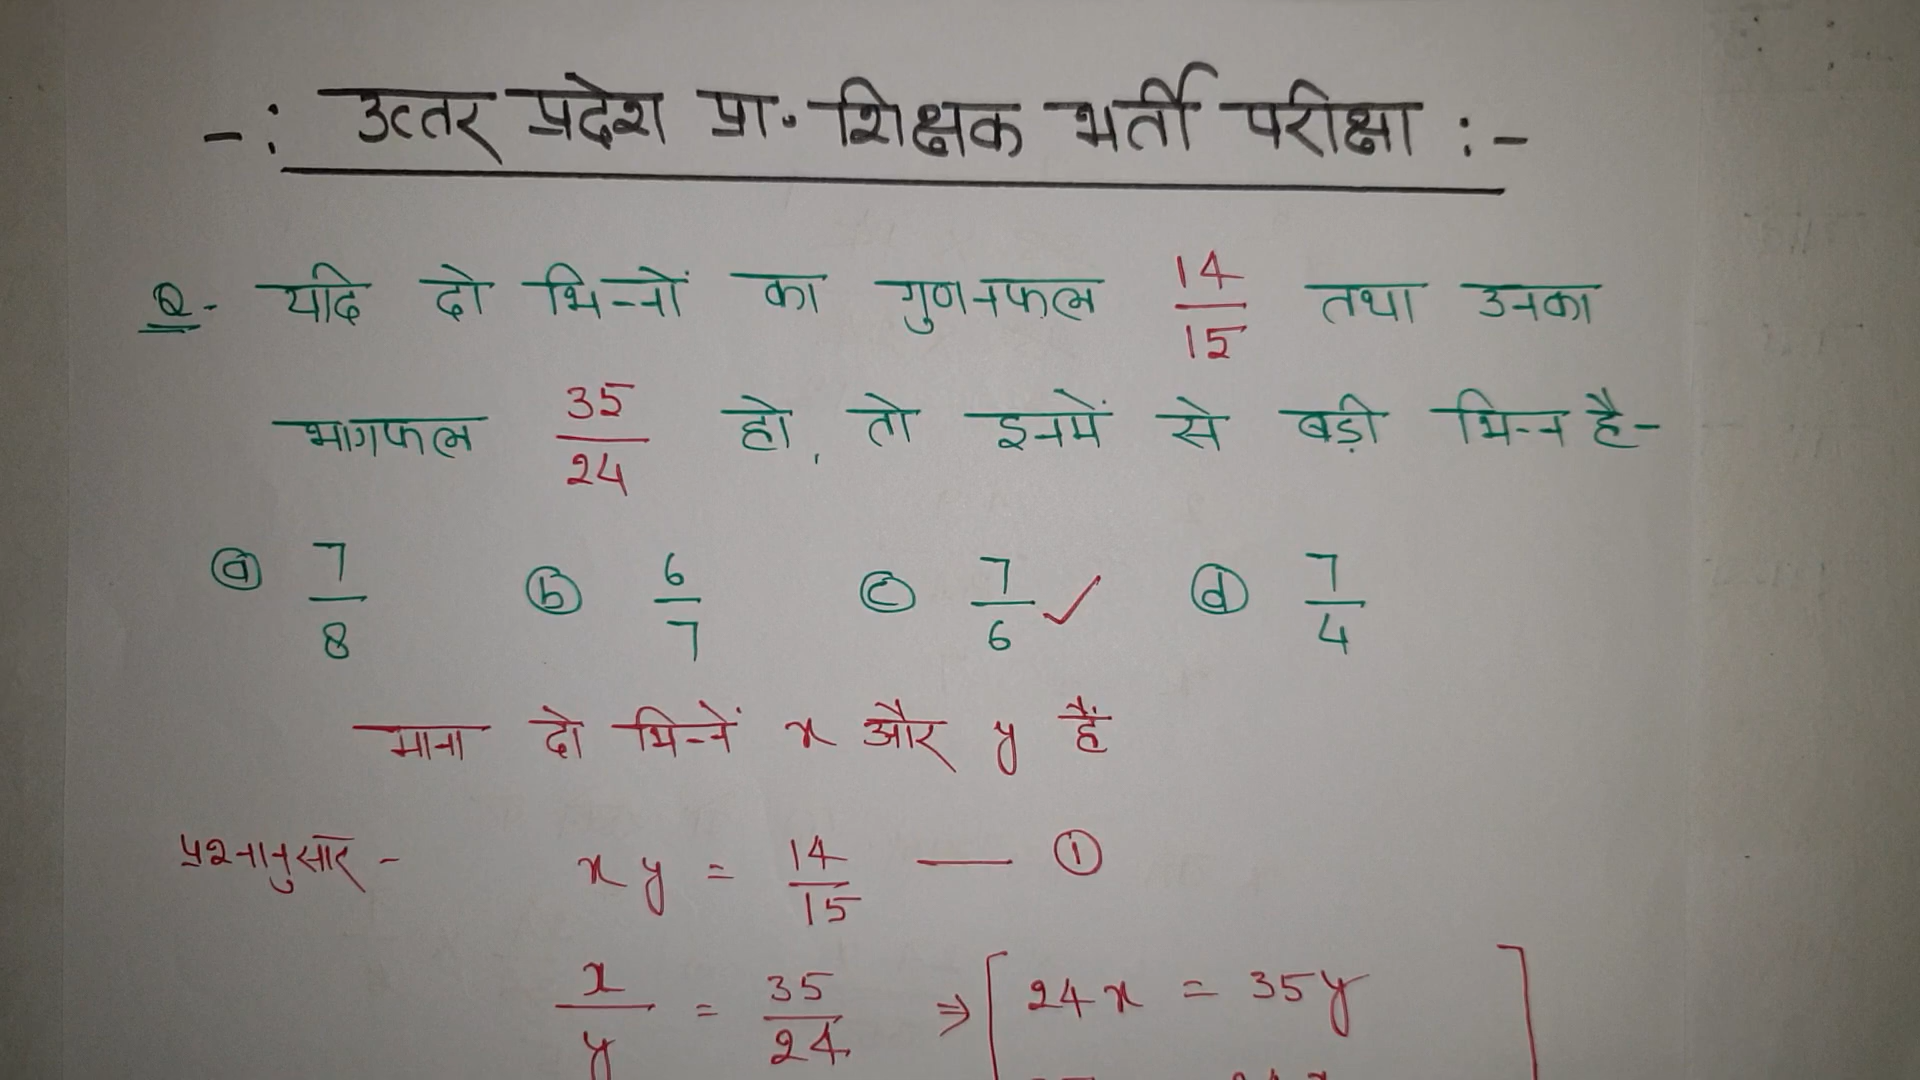 -: उत्तर प्रदेश प्रा. शिक्षक भर्ती परीक्षा :-
Q- यदि दो भिन्नों का गुणनफल 14/15 तथा उनका
भागफल 35/24 हो, तो इनमें से बड़ी भिन्न है-
ⓐ 7/8 ⓑ 6/7 ⓒ 7/6 ✓ ⓓ 7/4
माना दो भिन्नें x और y हैं
प्रश्नानुसार - xy = 14/15 — ①
x/y = 35/24 ⇒ [24x = 35y]